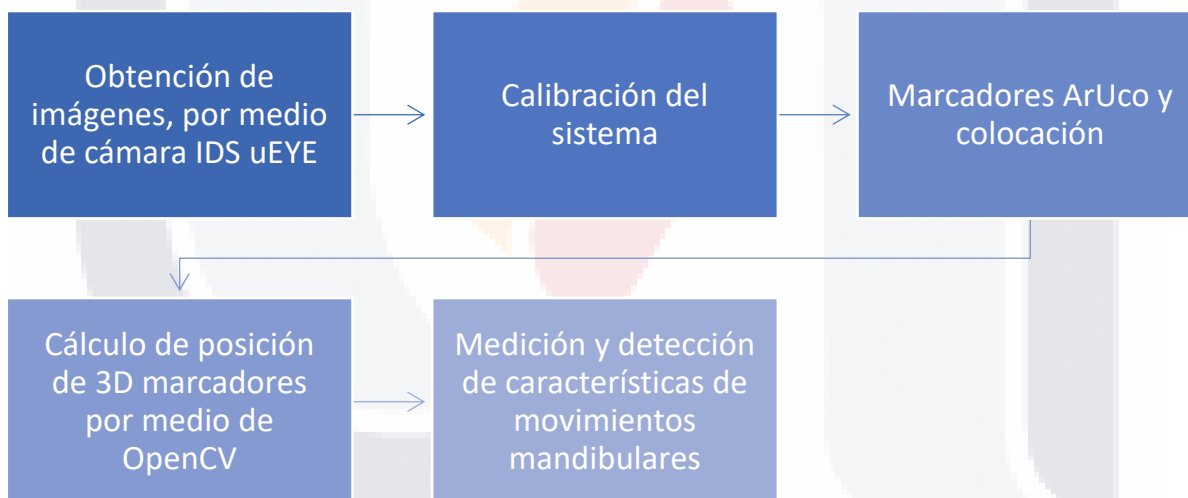 Obtención de
imágenes, por medio
de cámara IDS uEYE
Calibración del
sistema
Marcadores ArUco y
colocación
Cálculo de posición
de 3D marcadores
por medio de
OpenCV
Medición y detección
de características de
movimientos
mandibulares